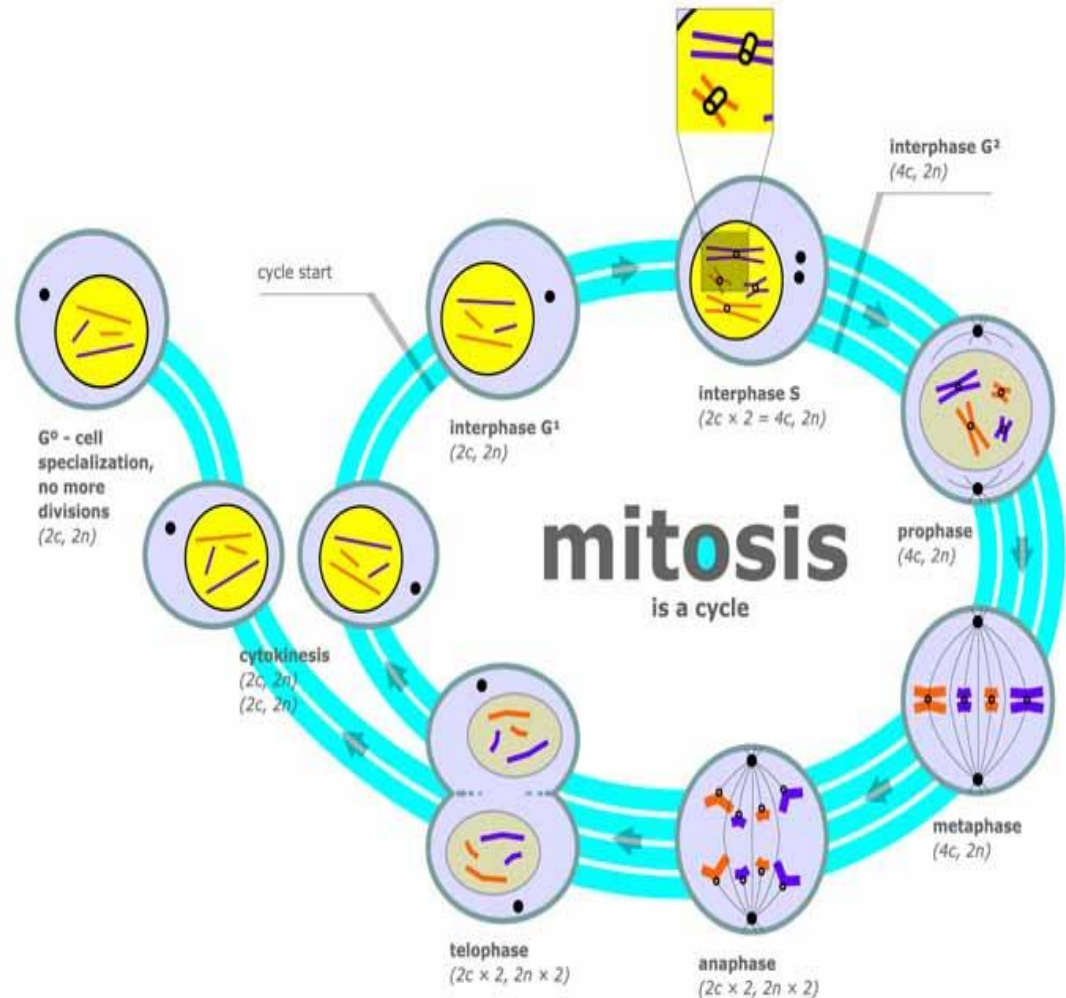 interphase G²
(4c, 2n)
cycle start
interphase G¹
(2c, 2n)
interphase S
(2c × 2 = 4c, 2n)
G⁰ - cell
specialization,
no more
divisions
(2c, 2n)
mitosis
is a cycle
prophase
(4c, 2n)
cytokinesis
(2c, 2n)
(2c, 2n)
metaphase
(4c, 2n)
telophase
(2c × 2, 2n × 2)
anaphase
(2c × 2, 2n × 2)